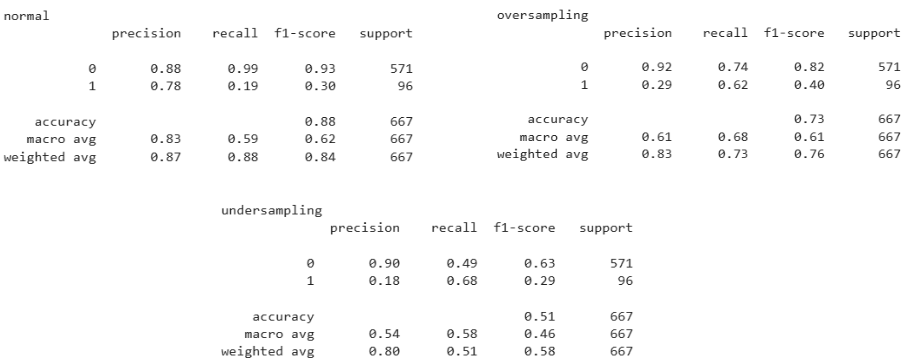 normal
precision recall f1-score support
0 0.88 0.99 0.93 571
1 0.78 0.19 0.30 96
accuracy 0.88 667
macro avg 0.83 0.59 0.62 667
weighted avg 0.87 0.88 0.84 667
oversampling
precision recall f1-score support
0 0.92 0.74 0.82 571
1 0.29 0.62 0.40 96
accuracy 0.73 667
macro avg 0.61 0.68 0.61 667
weighted avg 0.83 0.73 0.76 667
undersampling
precision recall f1-score support
0 0.90 0.49 0.63 571
1 0.18 0.68 0.29 96
accuracy 0.51 667
macro avg 0.54 0.58 0.46 667
weighted avg 0.80 0.51 0.58 667